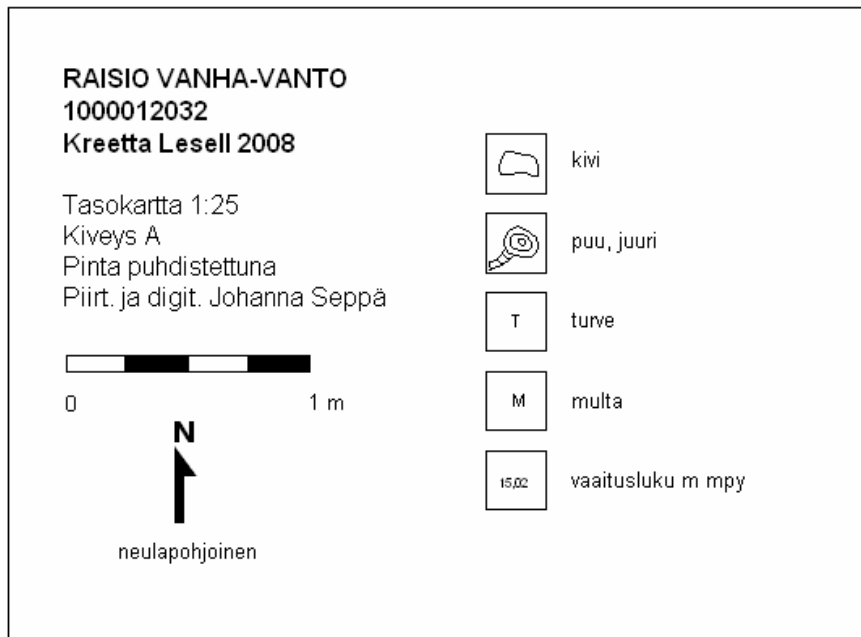 RAISIO VANHA-VANTO
1000012032
Kreetta Lesell 2008
Tasokartta 1:25
Kiveys A
Pinta puhdistettuna
Piirt. ja digit. Johanna Seppä
0 1 m
N
neulapohjoinen
kivi
puu, juuri
T turve
M multa
15,02 vaaitusluku m mpy